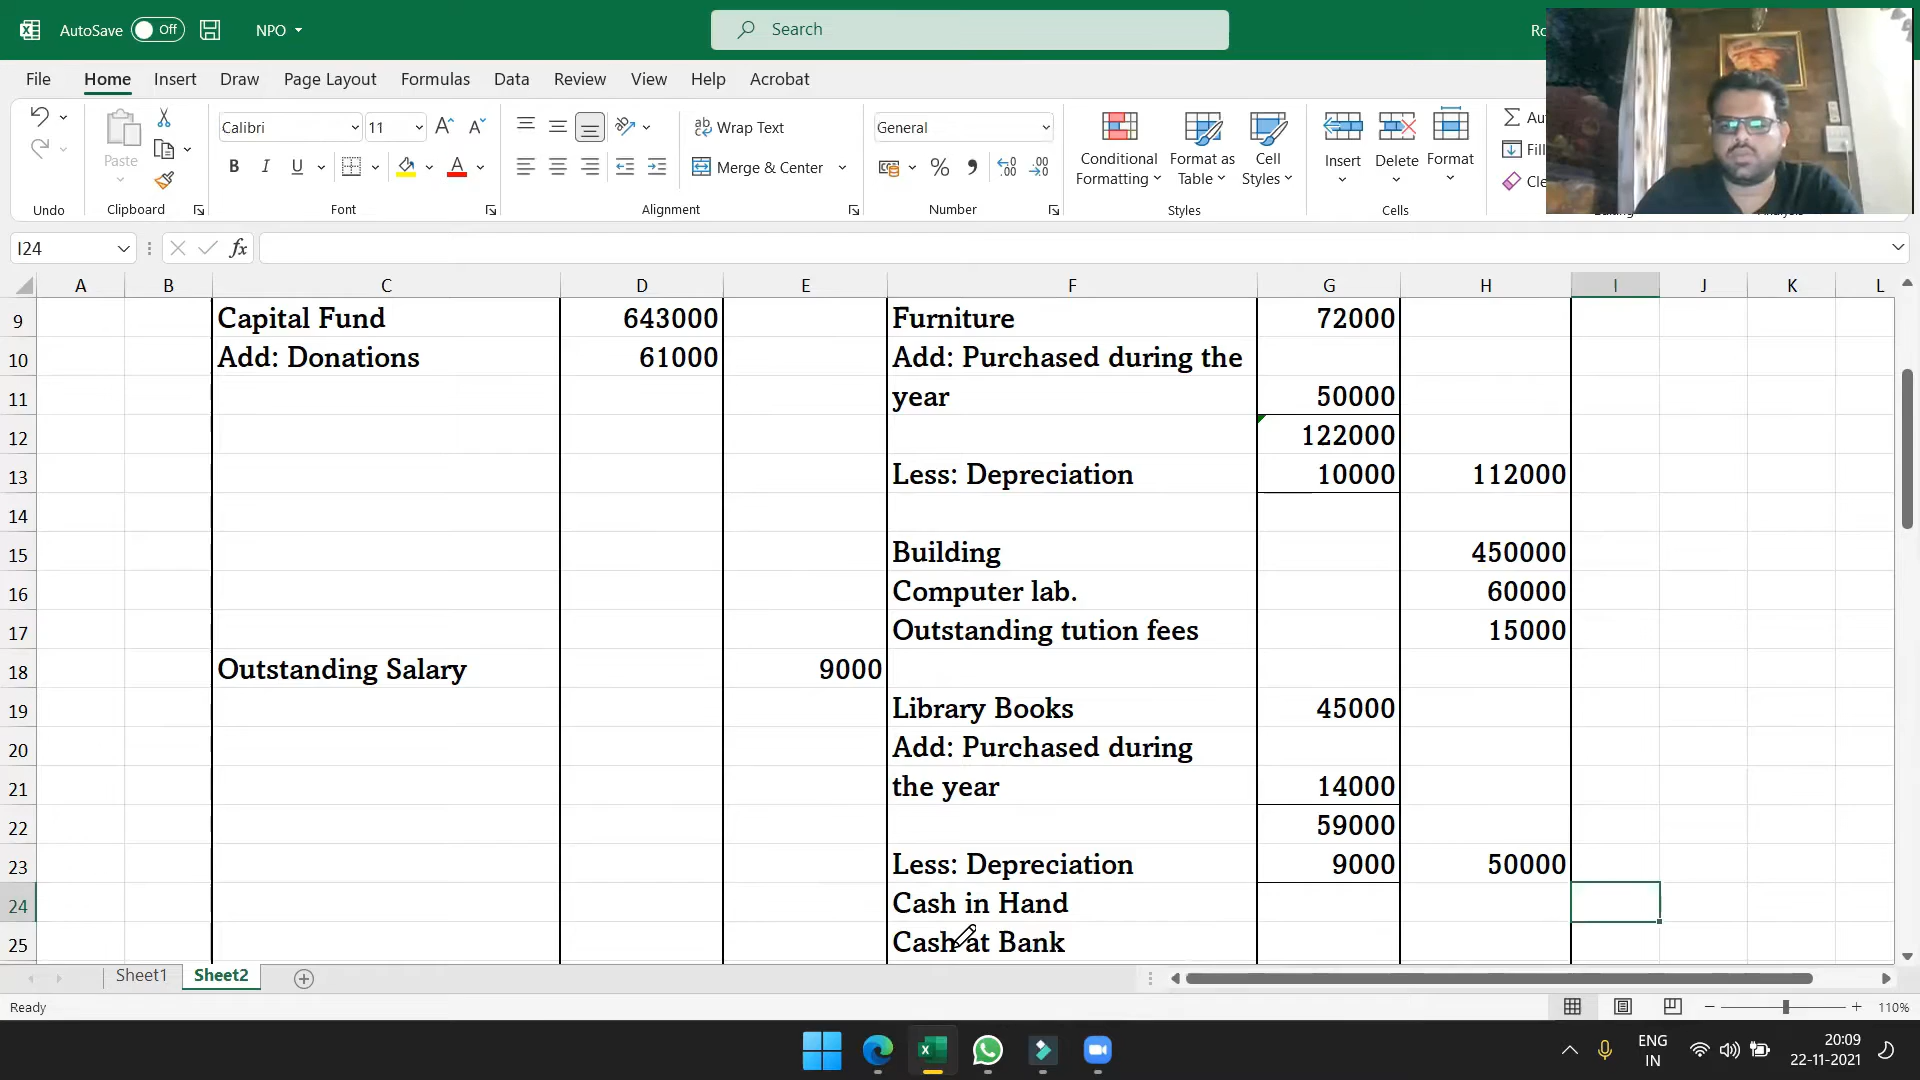 AutoSave Off NPO Search Ro
File Home Insert Draw Page Layout Formulas Data Review View Help Acrobat
Paste Calibri 11 B I U Wrap Text Merge & Center General % Conditional Formatting Format as Table Cell Styles Insert Delete Format Au Fill Cle
Undo Clipboard Font Alignment Number Styles Cells
I24 fx
A B C D E F G H I J K L
9 Capital Fund 643000 Furniture 72000
10 Add: Donations 61000 Add: Purchased during the
11 year 50000
12 122000
13 Less: Depreciation 10000 112000
14
15 Building 450000
16 Computer lab. 60000
17 Outstanding tution fees 15000
18 Outstanding Salary 9000
19 Library Books 45000
20 Add: Purchased during
21 the year 14000
22 59000
23 Less: Depreciation 9000 50000
24 Cash in Hand
25 Cash at Bank
Sheet1 Sheet2
Ready 110%
ENG 20:09
IN 22-11-2021